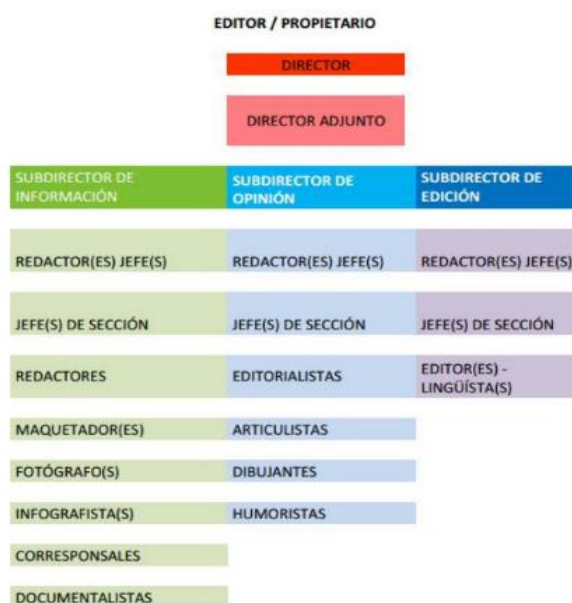 EDITOR / PROPIETARIO
DIRECTOR
DIRECTOR ADJUNTO
SUBDIRECTOR DE
INFORMACIÓN
SUBDIRECTOR DE
OPINIÓN
SUBDIRECTOR DE
EDICIÓN
REDACTOR(ES) JEFE(S)
REDACTOR(ES) JEFE(S)
REDACTOR(ES) JEFE(S)
JEFE(S) DE SECCIÓN
JEFE(S) DE SECCIÓN
JEFE(S) DE SECCIÓN
REDACTORES
EDITORIALISTAS
EDITOR(ES) -
LINGÜÍSTA(S)
MAQUETADOR(ES)
ARTICULISTAS
FOTÓGRAFO(S)
DIBUJANTES
INFOGRAFISTA(S)
HUMORISTAS
CORRESPONSALES
DOCUMENTALISTAS